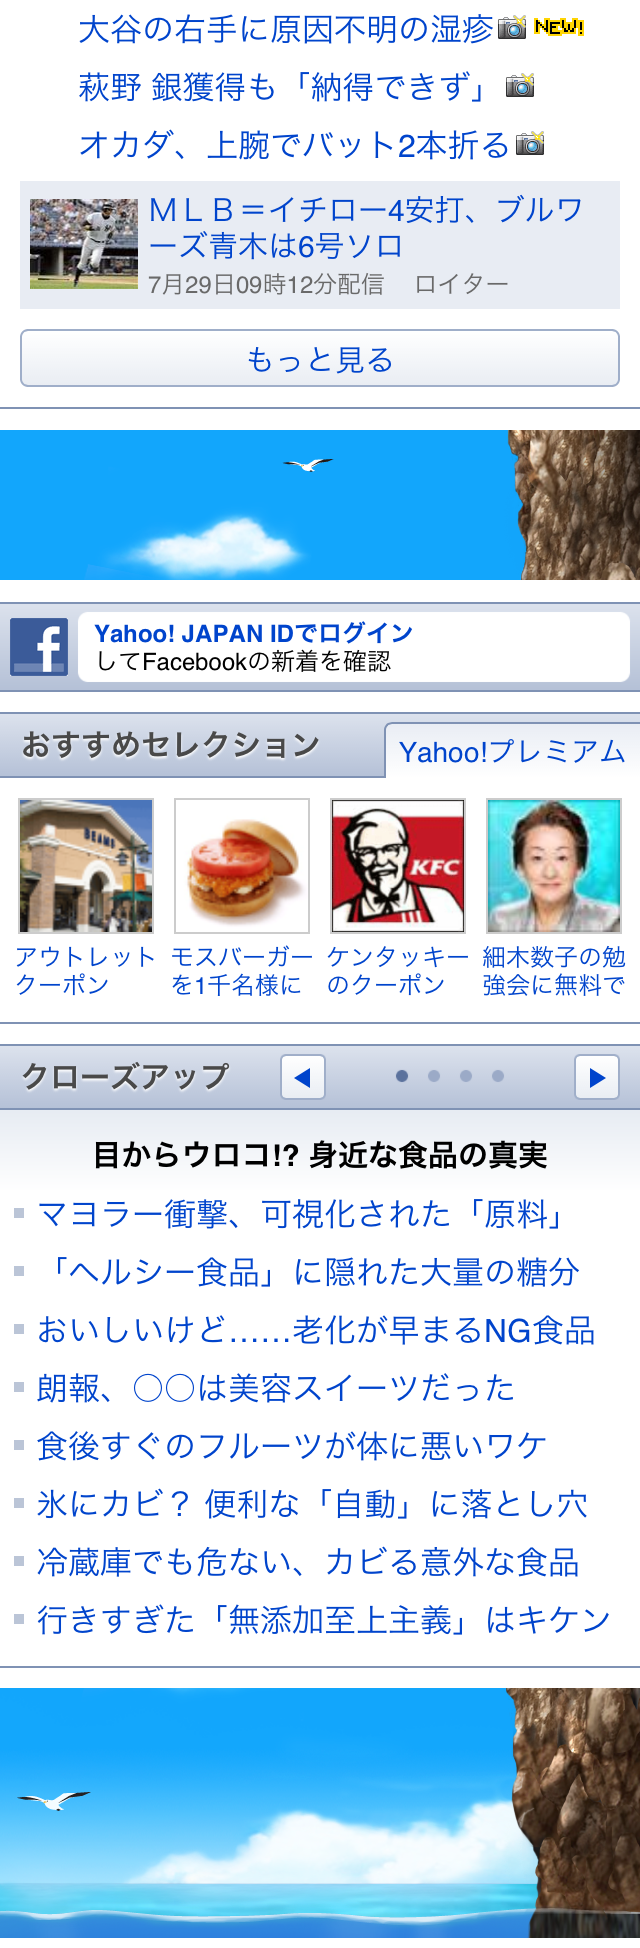 大谷の右手に原因不明の湿疹 NEW!
萩野 銀獲得も「納得できず」
オカダ、上腕でバット2本折る
ＭＬＢ＝イチロー4安打、ブルワ
ーズ青木は6号ソロ
7月29日09時12分配信 ロイター
もっと見る
Yahoo! JAPAN IDでログイン
してFacebookの新着を確認
おすすめセレクション Yahoo!プレミアム
BEAMS
KFC
アウトレット
クーポン
モスバーガー
を1千名様に
ケンタッキー
のクーポン
細木数子の勉
強会に無料で
クローズアップ
目からウロコ!? 身近な食品の真実
マヨラー衝撃、可視化された「原料」
「ヘルシー食品」に隠れた大量の糖分
おいしいけど……老化が早まるNG食品
朗報、○○は美容スイーツだった
食後すぐのフルーツが体に悪いワケ
氷にカビ？ 便利な「自動」に落とし穴
冷蔵庫でも危ない、カビる意外な食品
行きすぎた「無添加至上主義」はキケン